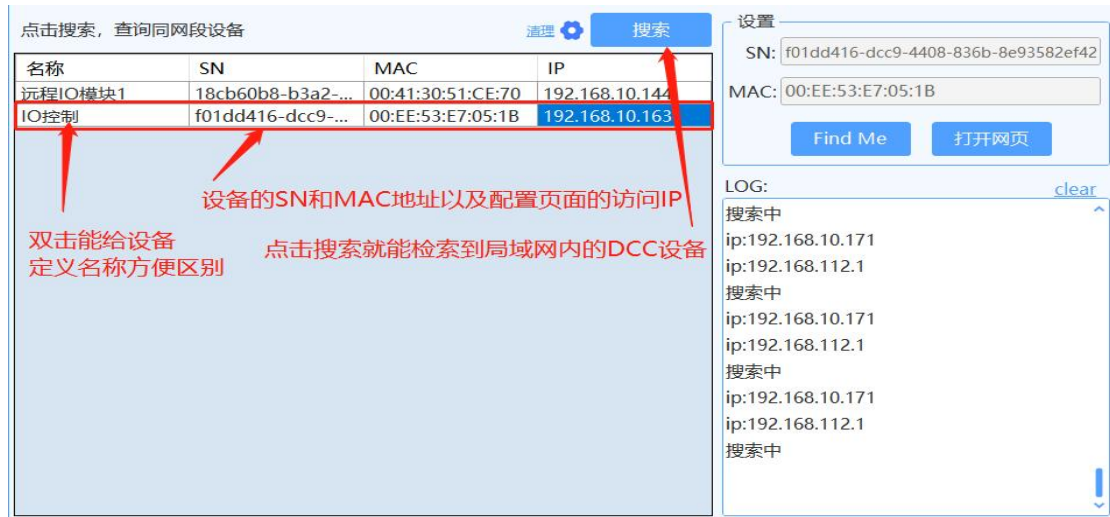 点击搜索，查询同网段设备
清理
搜索
名称 SN MAC IP
远程IO模块1 18cb60b8-b3a2-... 00:41:30:51:CE:70 192.168.10.144
IO控制 f01dd416-dcc9-... 00:EE:53:E7:05:1B 192.168.10.163
设备的SN和MAC地址以及配置页面的访问IP
双击能给设备
定义名称方便区别
点击搜索就能检索到局域网内的DCC设备
设置
SN: f01dd416-dcc9-4408-836b-8e93582ef42
MAC: 00:EE:53:E7:05:1B
Find Me 打开网页
LOG: clear
搜索中
ip:192.168.10.171
ip:192.168.112.1
搜索中
ip:192.168.10.171
ip:192.168.112.1
搜索中
ip:192.168.10.171
ip:192.168.112.1
搜索中